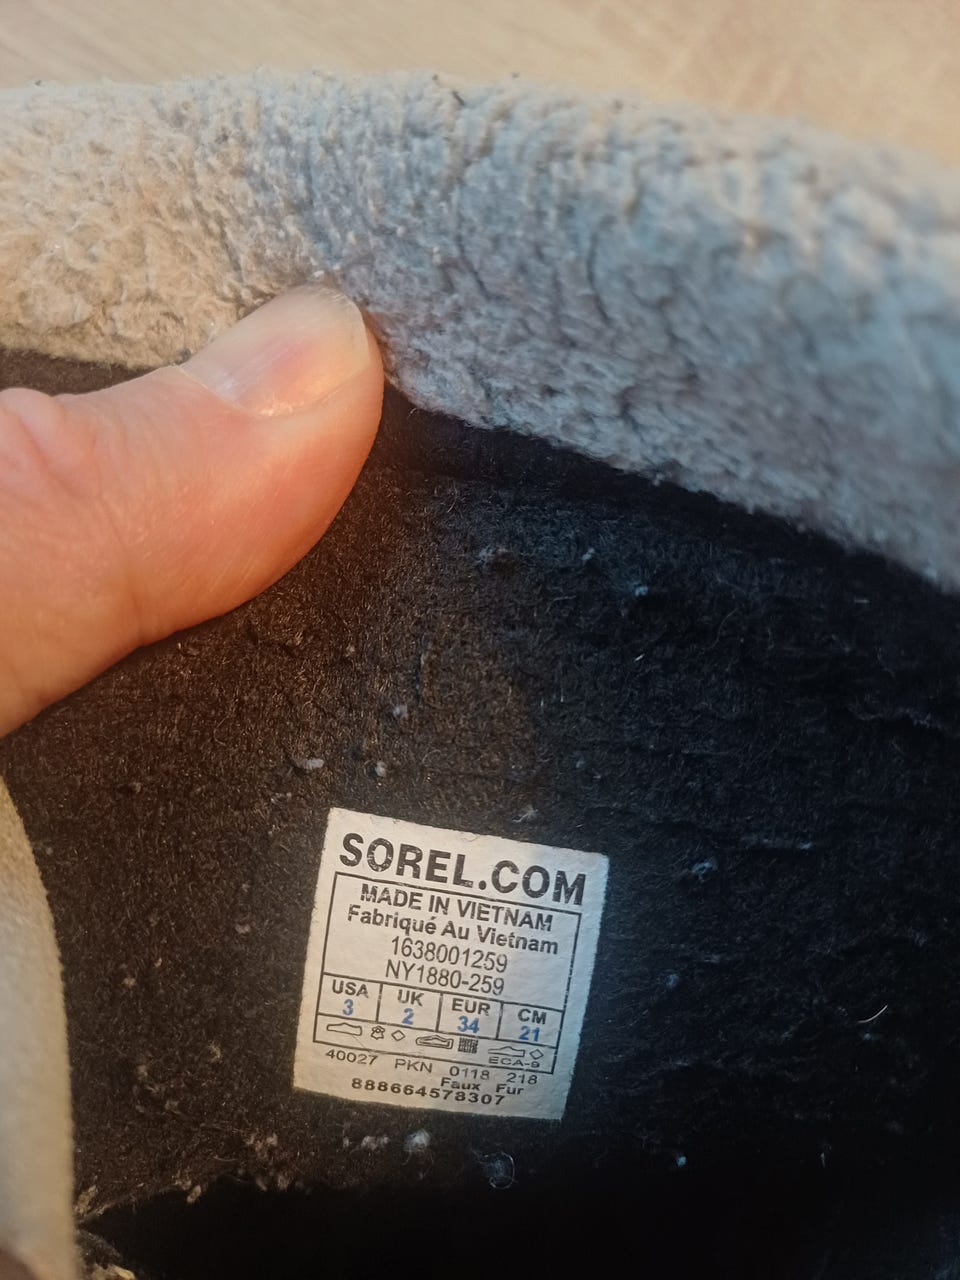 SOREL.COM
MADE IN VIETNAM
Fabriqué Au Vietnam
1638001259
NY1880-259
USA UK EUR CM
3 2 34 21
ECA-9
40027 PKN 0118 218
Faux Fur
888664578307